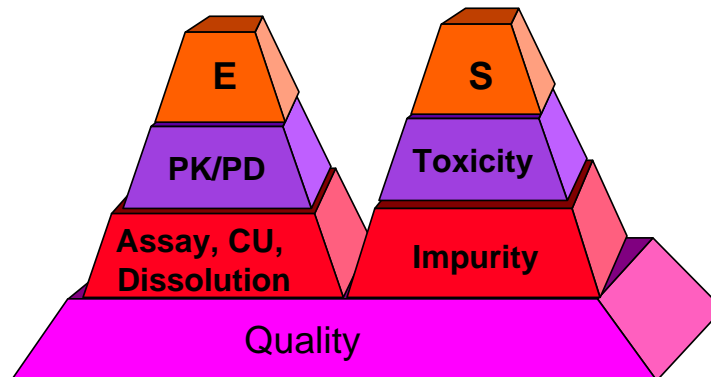 E
S
PK/PD
Toxicity
Assay, CU,
Dissolution
Impurity
Quality